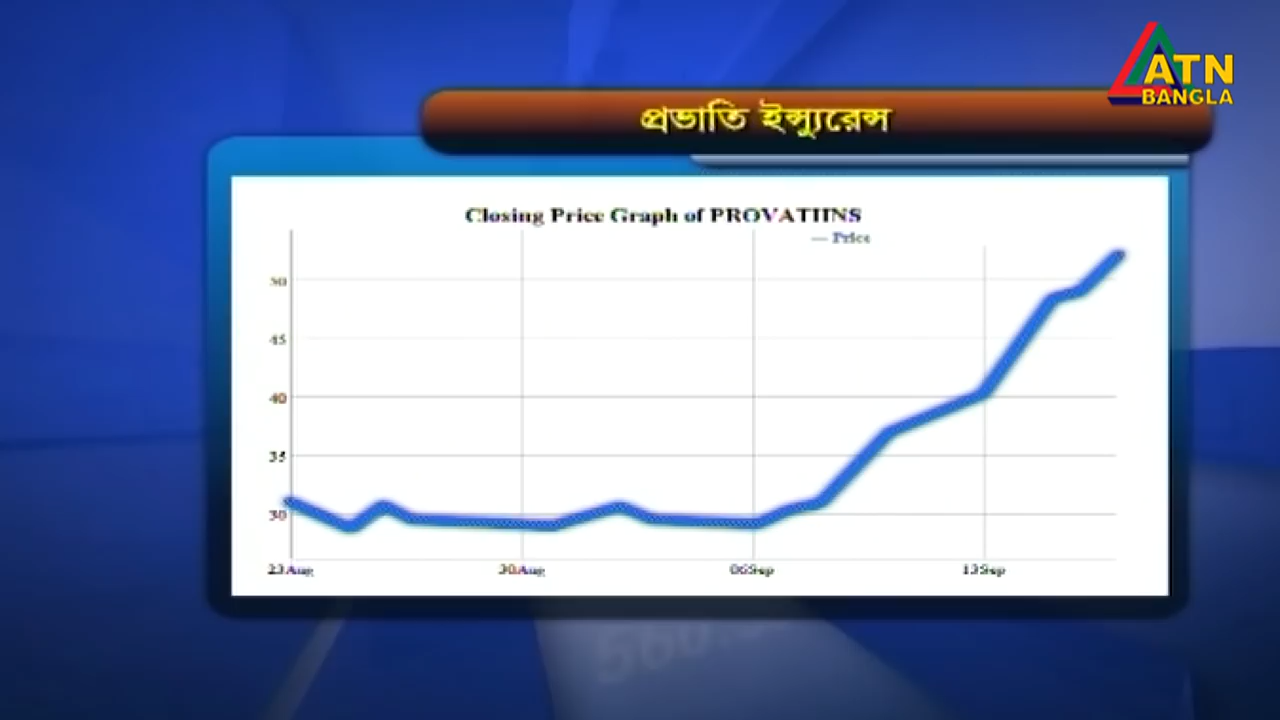 ATN
BANGLA
প্রভাতি ইন্স্যুরেন্স
Closing Price Graph of PROVATIINS
— Price
50
45
40
35
30
23Aug
30Aug
06Sep
13Sep